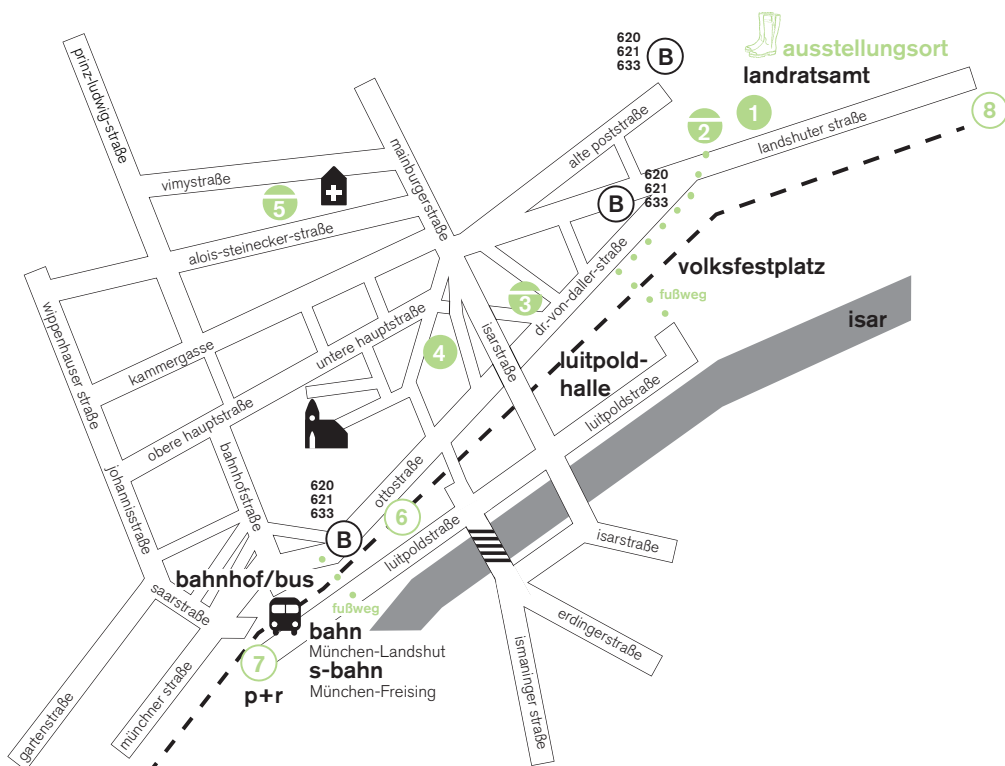 620
621
633
B
ausstellungsort
landratsamt
prinz-ludwig-straße
mainburgerstraße
alte poststraße
1
2
8
landshuter straße
vimystraße
5
620
621
633
B
alois-steinecker-straße
dr.-von-daller-straße
volksfestplatz
fußweg
wippenhauser straße
kammergasse
untere hauptstraße
3
isarstraße
isar
4
luitpold-
halle
luitpoldstraße
obere hauptstraße
bahnhofstraße
johannisstraße
620
621
633
B
ottostraße
6
luitpoldstraße
isarstraße
bahnhof/bus
saarstraße
fußweg
erdingerstraße
bahn
München-Landshut
s-bahn
München-Freising
7
p+r
ismaninger straße
münchner straße
gartenstraße